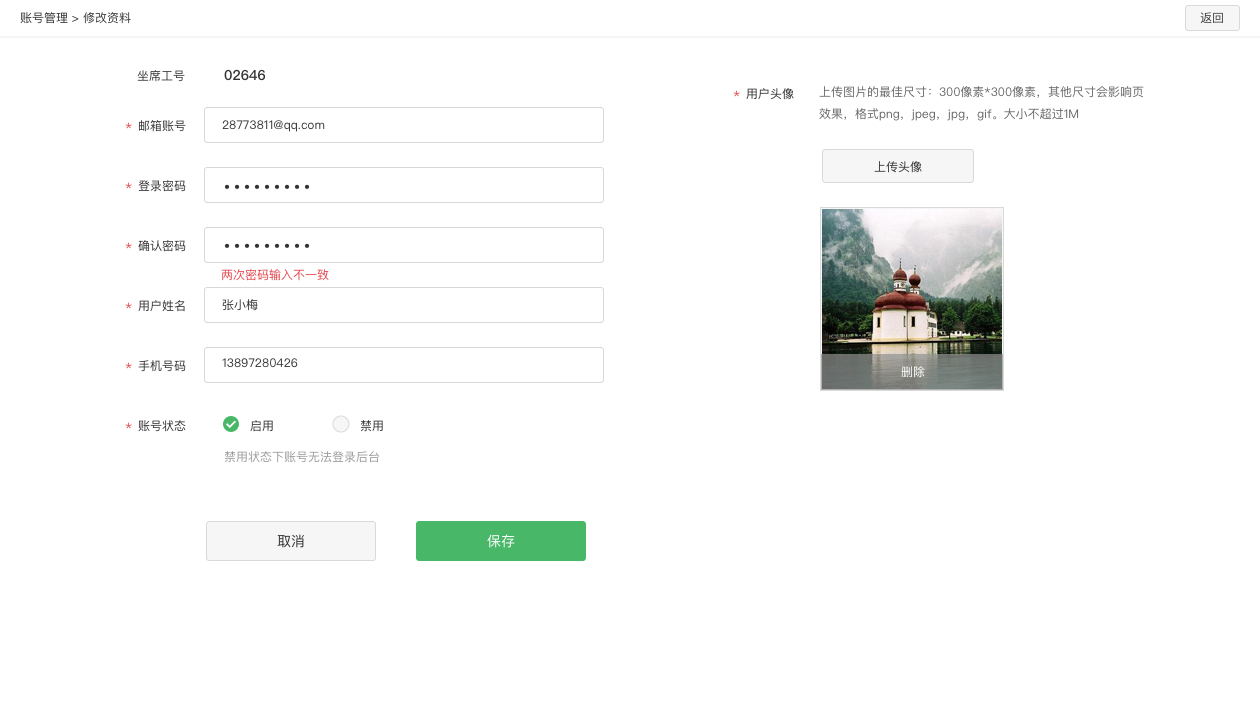 账号管理 > 修改资料
返回
坐席工号 02646
* 邮箱账号 28773811@qq.com
* 登录密码 •••••••••
* 确认密码 •••••••••
两次密码输入不一致
* 用户姓名 张小梅
* 手机号码 13897280426
* 账号状态 启用 禁用
禁用状态下账号无法登录后台
取消 保存
* 用户头像 上传图片的最佳尺寸：300像素*300像素，其他尺寸会影响页
效果，格式png，jpeg，jpg，gif。大小不超过1M
上传头像
删除